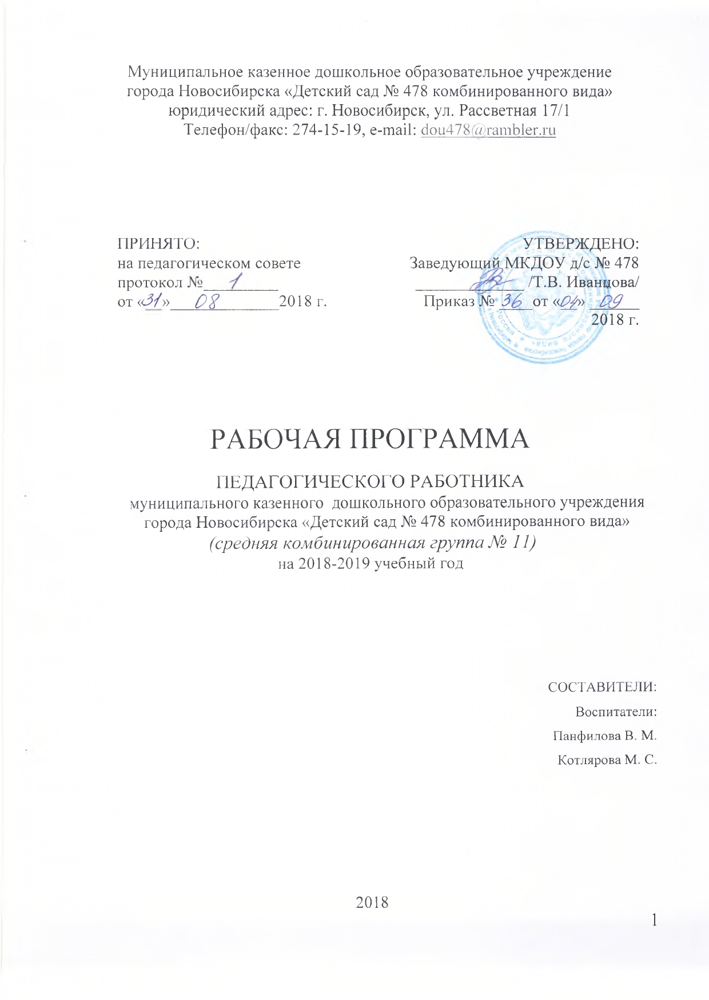 Муниципальное казенное дошкольное образовательное учреждение
города Новосибирска «Детский сад № 478 комбинированного вида»
юридический адрес: г. Новосибирск, ул. Рассветная 17/1
Телефон/факс: 274-15-19, e-mail: dou478@rambler.ru
ПРИНЯТО:
на педагогическом совете
протокол № 1
от «31» 08 2018 г.
УТВЕРЖДЕНО:
Заведующий МКДОУ д/с № 478
/Т.В. Иванцова/
Приказ № 36 от «04» 09
2018 г.
РАБОЧАЯ ПРОГРАММА
ПЕДАГОГИЧЕСКОГО РАБОТНИКА
муниципального казенного дошкольного образовательного учреждения
города Новосибирска «Детский сад № 478 комбинированного вида»
(средняя комбинированная группа № 11)
на 2018-2019 учебный год
СОСТАВИТЕЛИ:
Воспитатели:
Панфилова В. М.
Котлярова М. С.
2018
1